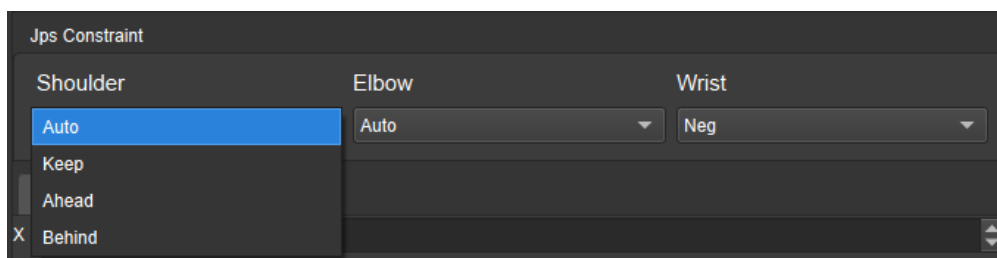 Jps Constraint
Shoulder Elbow Wrist
Auto Auto Neg
Keep
Ahead
X Behind